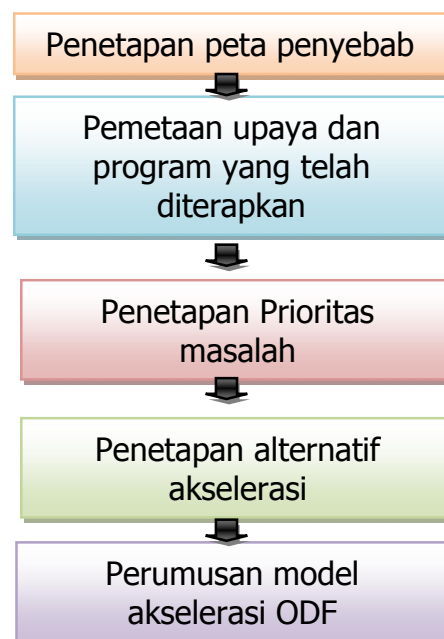 Penetapan peta penyebab
Pemetaan upaya dan
program yang telah
diterapkan
Penetapan Prioritas
masalah
Penetapan alternatif
akselerasi
Perumusan model
akselerasi ODF